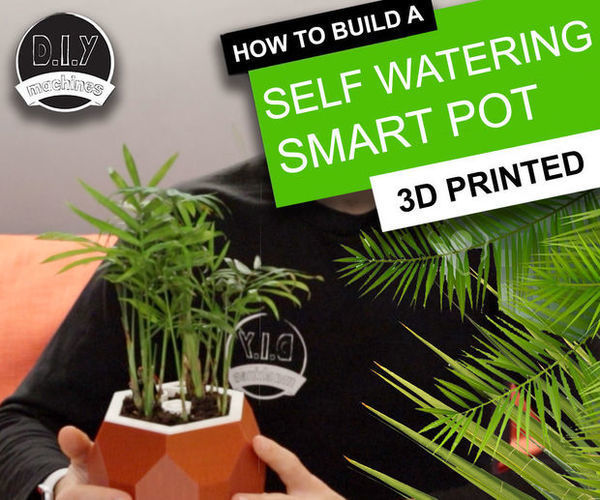 D.I.Y
machines
HOW TO BUILD A
SELF WATERING
SMART POT
3D PRINTED
D.I.Y
machines